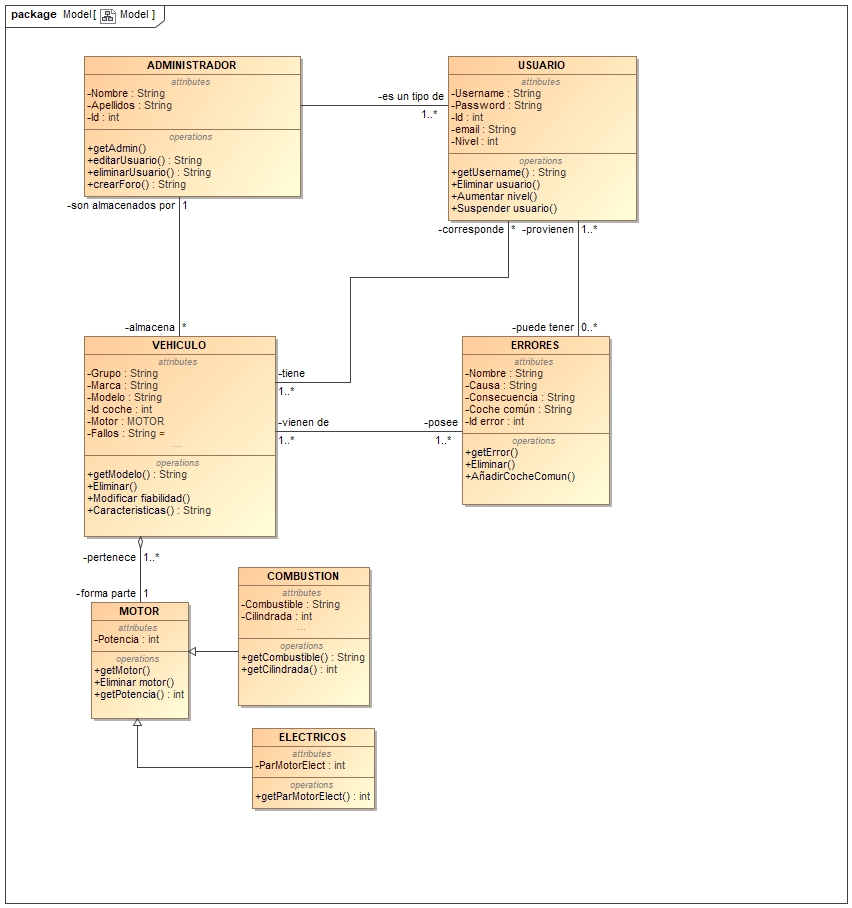 package Model[ Model ]
ADMINISTRADOR
attributes
-Nombre : String
-Apellidos : String
-Id : int
operations
+getAdmin()
+editarUsuario() : String
+eliminarUsuario() : String
+crearForo() : String
-es un tipo de
1..*
USUARIO
attributes
-Username : String
-Password : String
-Id : int
-email : String
-Nivel : int
operations
+getUsername() : String
+Eliminar usuario()
+Aumentar nivel()
+Suspender usuario()
-son almacenados por 1
-corresponde *
-provienen 1..*
-almacena *
-puede tener 0..*
VEHICULO
attributes
-Grupo : String
-Marca : String
-Modelo : String
-Id coche : int
-Motor : MOTOR
-Fallos : String =
...
operations
+getModelo() : String
+Eliminar()
+Modificar fiabilidad()
+Caracteristicas() : String
-tiene
1..*
-vienen de
1..*
-posee
1..*
ERRORES
attributes
-Nombre : String
-Causa : String
-Consecuencia : String
-Coche común : String
-Id error : int
operations
+getError()
+Eliminar()
+AñadirCocheComun()
-pertenece 1..*
-forma parte 1
MOTOR
attributes
-Potencia : int
operations
+getMotor()
+Eliminar motor()
+getPotencia() : int
COMBUSTION
attributes
-Combustible : String
-Cilindrada : int
...
operations
+getCombustible() : String
+getCilindrada() : int
ELECTRICOS
attributes
-ParMotorElect : int
operations
+getParMotorElect() : int